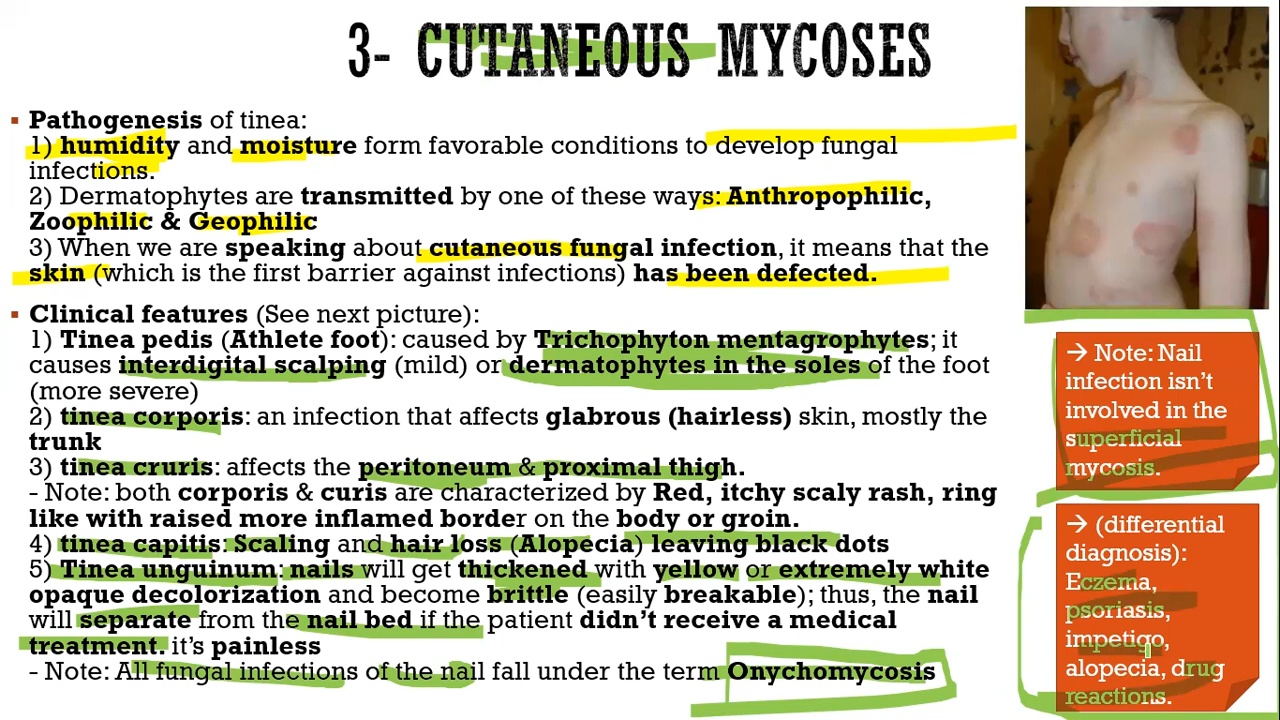 3- CUTANEOUS MYCOSES
▪ Pathogenesis of tinea:
1) humidity and moisture form favorable conditions to develop fungal
infections.
2) Dermatophytes are transmitted by one of these ways: Anthropophilic,
Zoophilic & Geophilic
3) When we are speaking about cutaneous fungal infection, it means that the
skin (which is the first barrier against infections) has been defected.
▪ Clinical features (See next picture):
1) Tinea pedis (Athlete foot): caused by Trichophyton mentagrophytes; it
causes interdigital scalping (mild) or dermatophytes in the soles of the foot
(more severe)
2) tinea corporis: an infection that affects glabrous (hairless) skin, mostly the
trunk
3) tinea cruris: affects the peritoneum & proximal thigh.
- Note: both corporis & curis are characterized by Red, itchy scaly rash, ring
like with raised more inflamed border on the body or groin.
4) tinea capitis: Scaling and hair loss (Alopecia) leaving black dots
5) Tinea unguinum: nails will get thickened with yellow or extremely white
opaque decolorization and become brittle (easily breakable); thus, the nail
will separate from the nail bed if the patient didn't receive a medical
treatment. it's painless
- Note: All fungal infections of the nail fall under the term Onychomycosis
→ Note: Nail
infection isn't
involved in the
superficial
mycosis.
→ (differential
diagnosis):
Eczema,
psoriasis,
impetigo,
alopecia, drug
reactions.